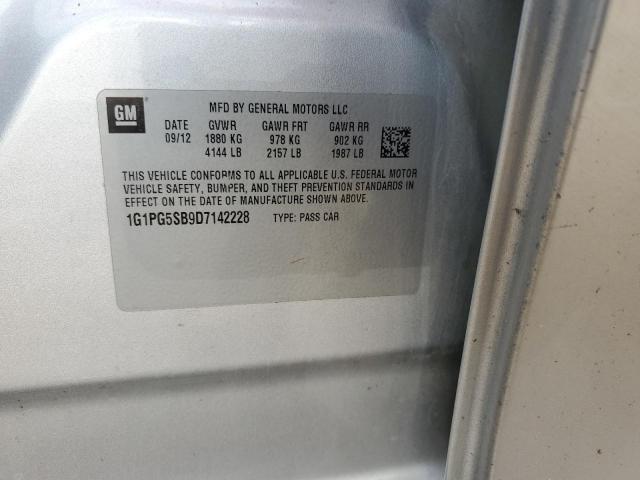 GM
MFD BY GENERAL MOTORS LLC
DATE GVWR GAWR FRT GAWR RR
09/12 1880 KG 978 KG 902 KG
4144 LB 2157 LB 1987 LB
THIS VEHICLE CONFORMS TO ALL APPLICABLE U.S. FEDERAL MOTOR
VEHICLE SAFETY, BUMPER, AND THEFT PREVENTION STANDARDS IN
EFFECT ON THE DATE OF MANUFACTURE SHOWN ABOVE.
1G1PG5SB9D7142228 TYPE: PASS CAR